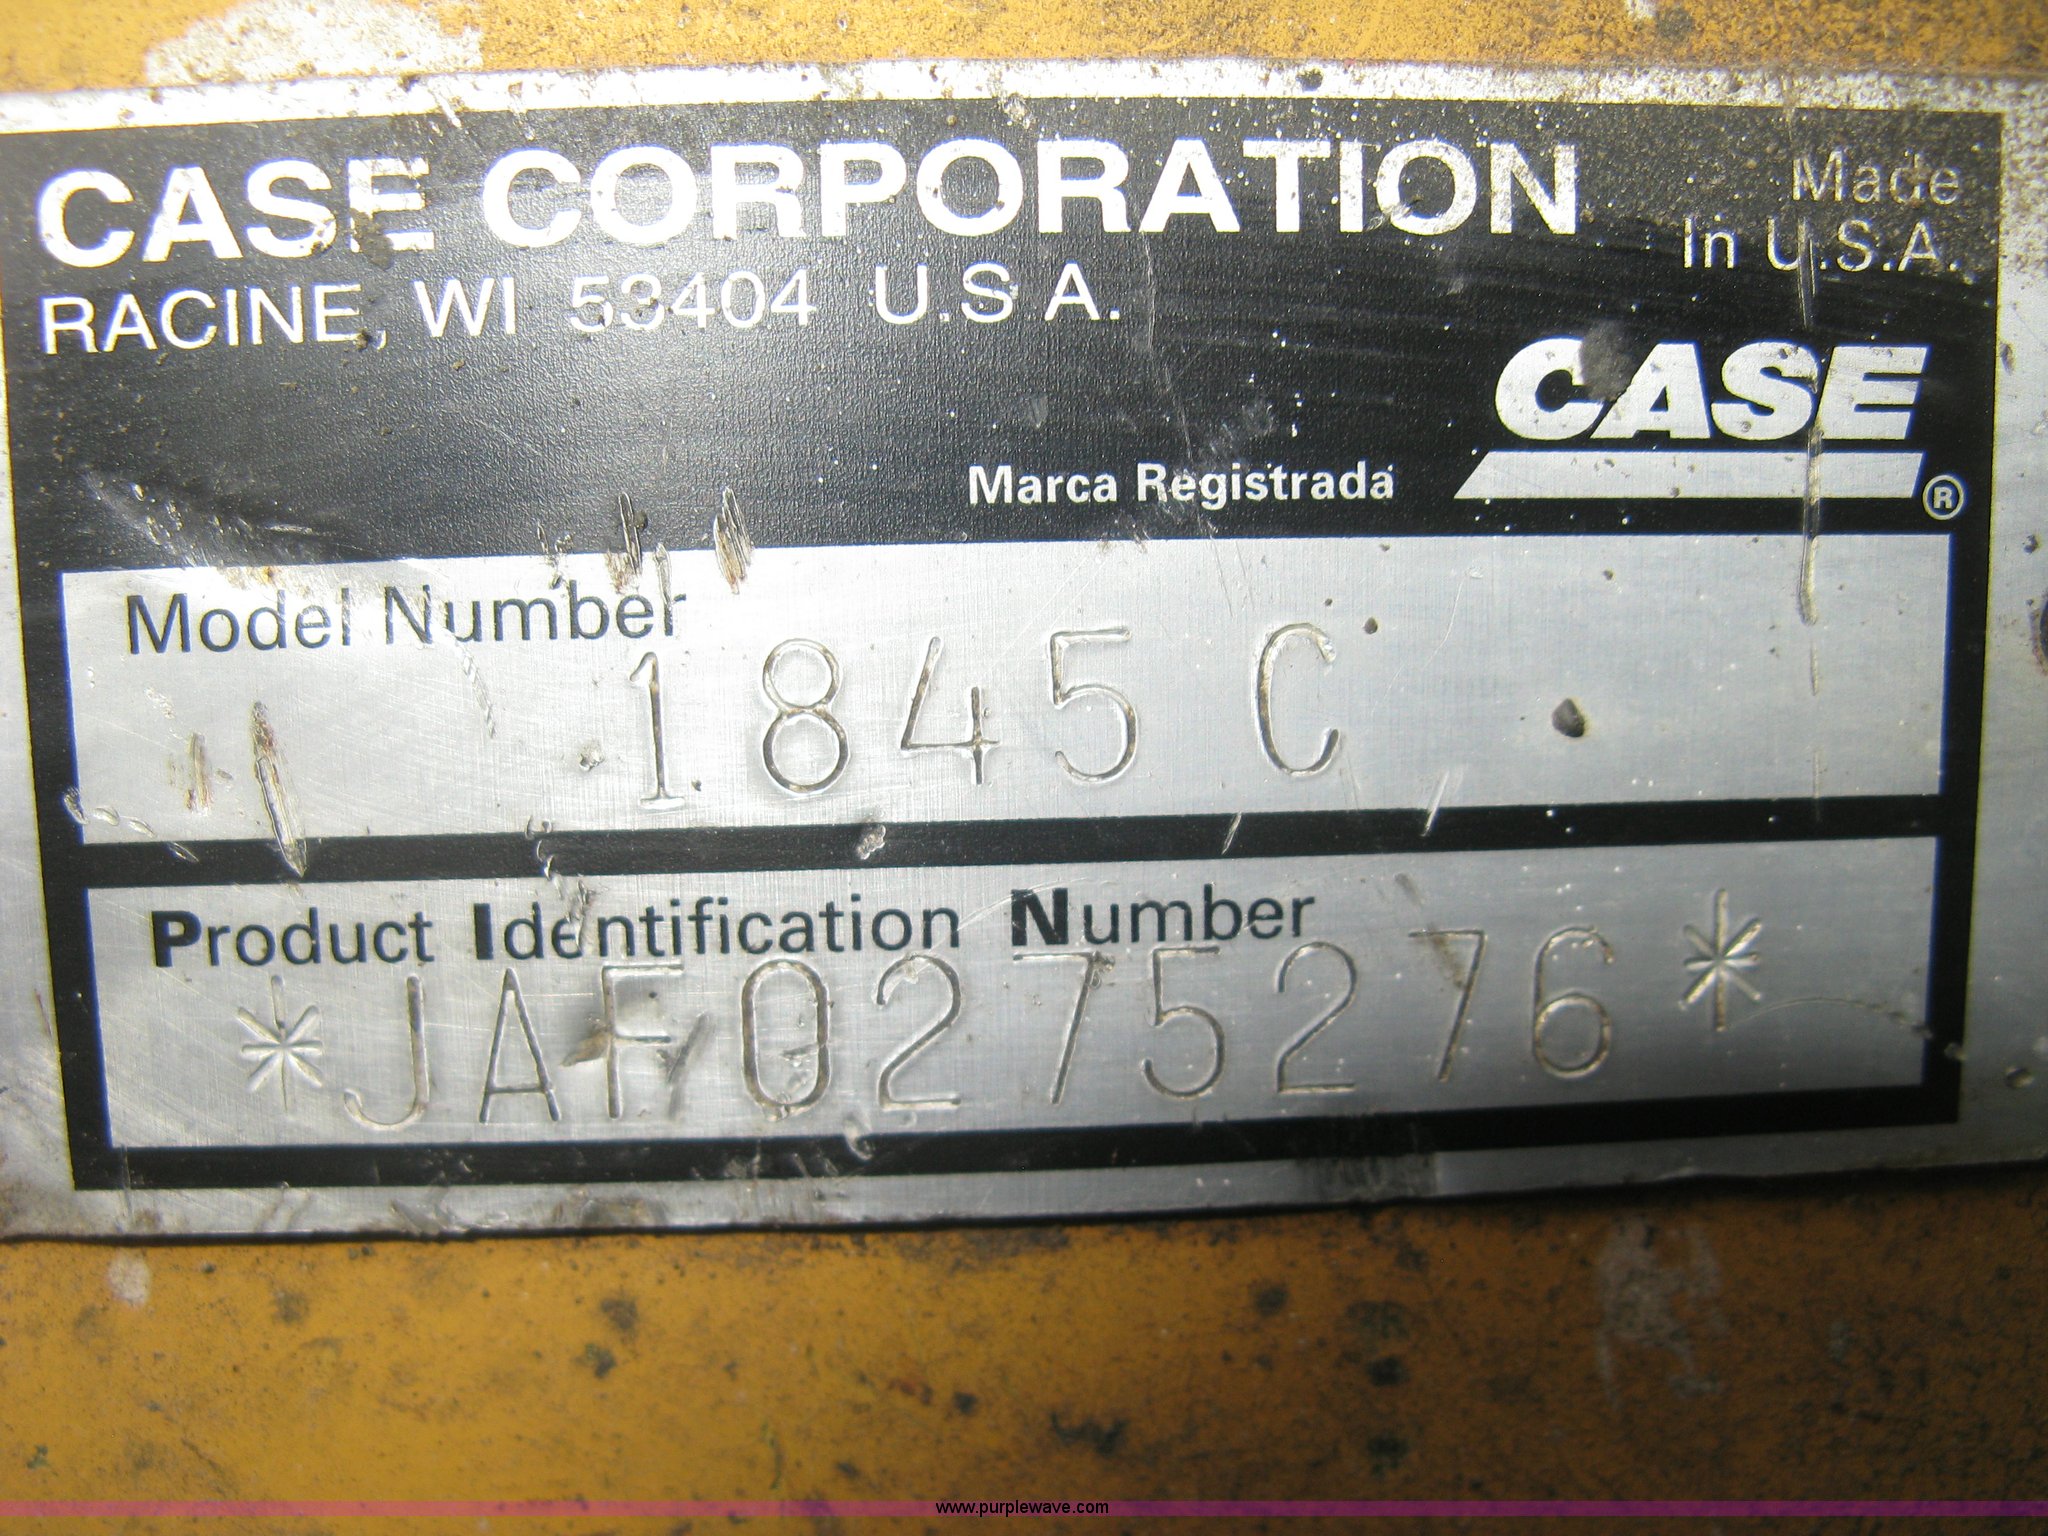 CASE CORPORATION
RACINE, WI 53404 U.S.A.
Made
In U.S.A.
CASE
Marca Registrada ®
Model Number
1845 C
Product Identification Number
*JAF0275276*
www.purplewave.com